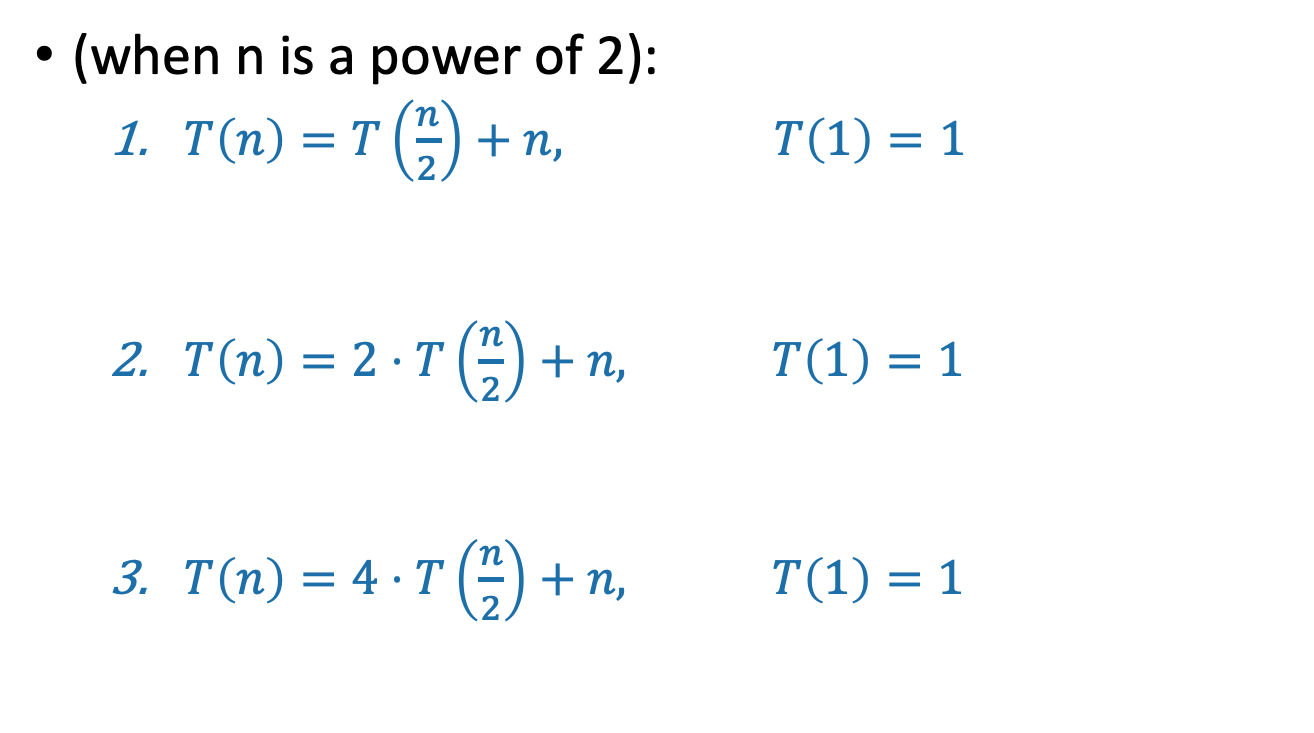 • (when n is a power of 2):
1. T(n) = T(n/2) + n, T(1) = 1
2. T(n) = 2 · T(n/2) + n, T(1) = 1
3. T(n) = 4 · T(n/2) + n, T(1) = 1